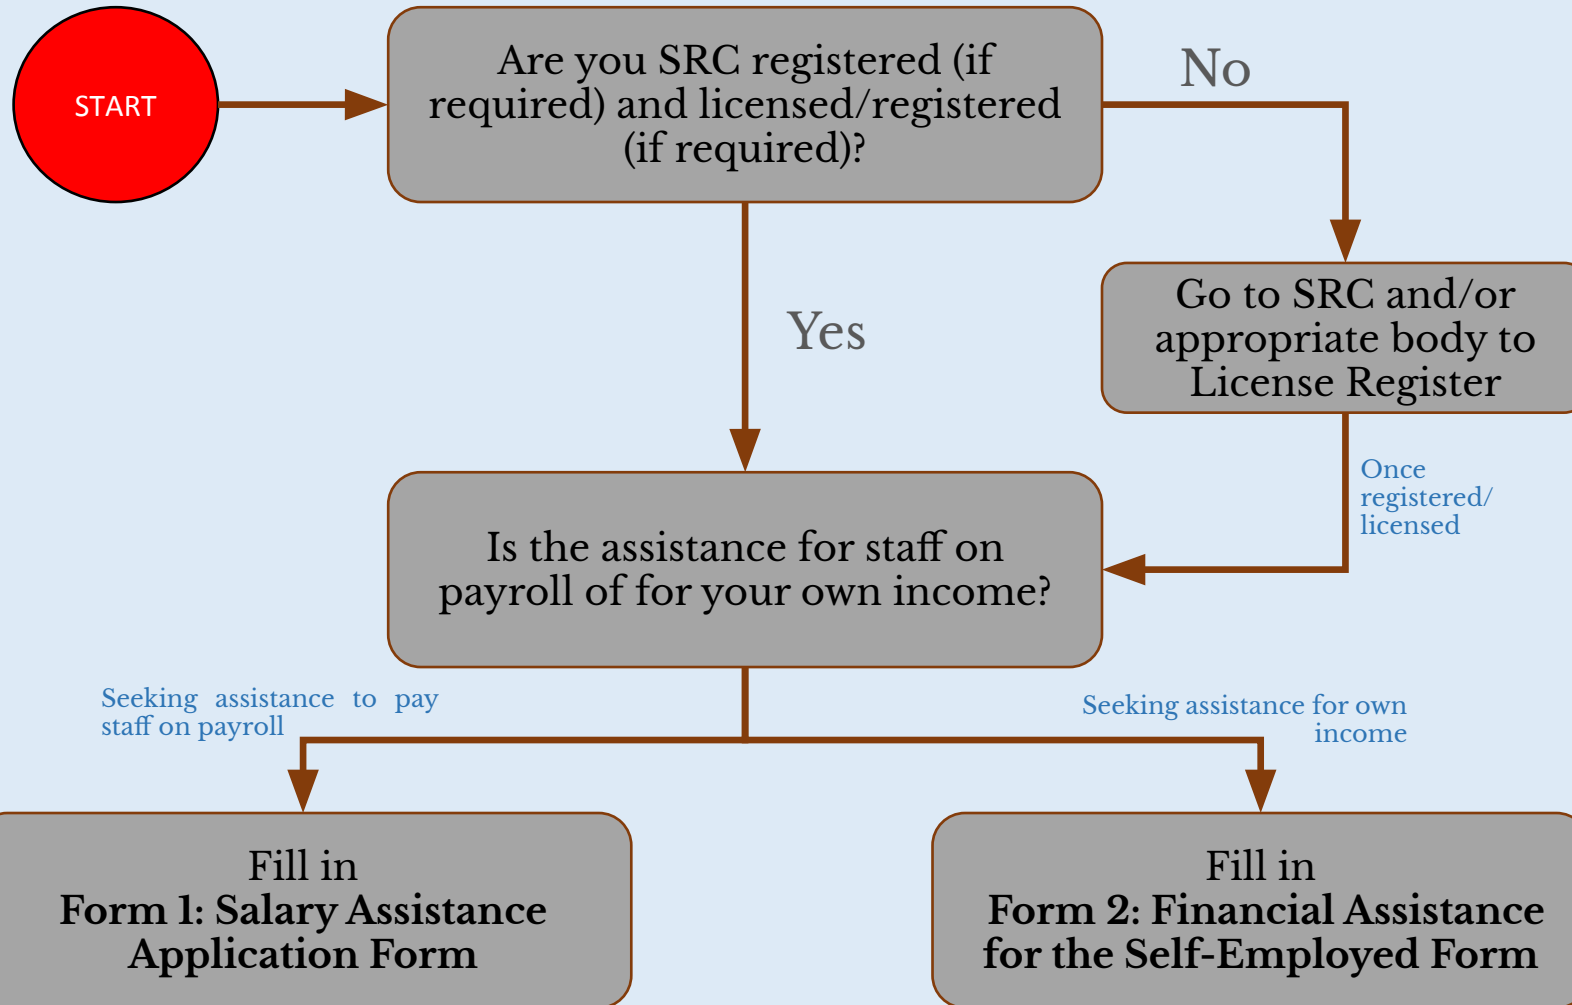 START
Are you SRC registered (if
required) and licensed/registered
(if required)?
No
Yes
Go to SRC and/or
appropriate body to
License Register
Once
registered/
licensed
Is the assistance for staff on
payroll of for your own income?
Seeking assistance to pay
staff on payroll
Seeking assistance for own
income
Fill in
Form 1: Salary Assistance
Application Form
Fill in
Form 2: Financial Assistance
for the Self-Employed Form